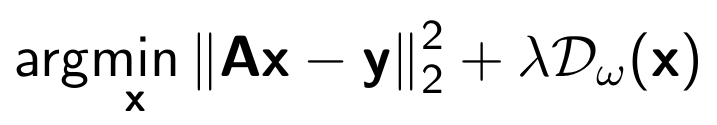 argmin ‖Ax − y‖₂² + λ𝒟_ω(x)
x